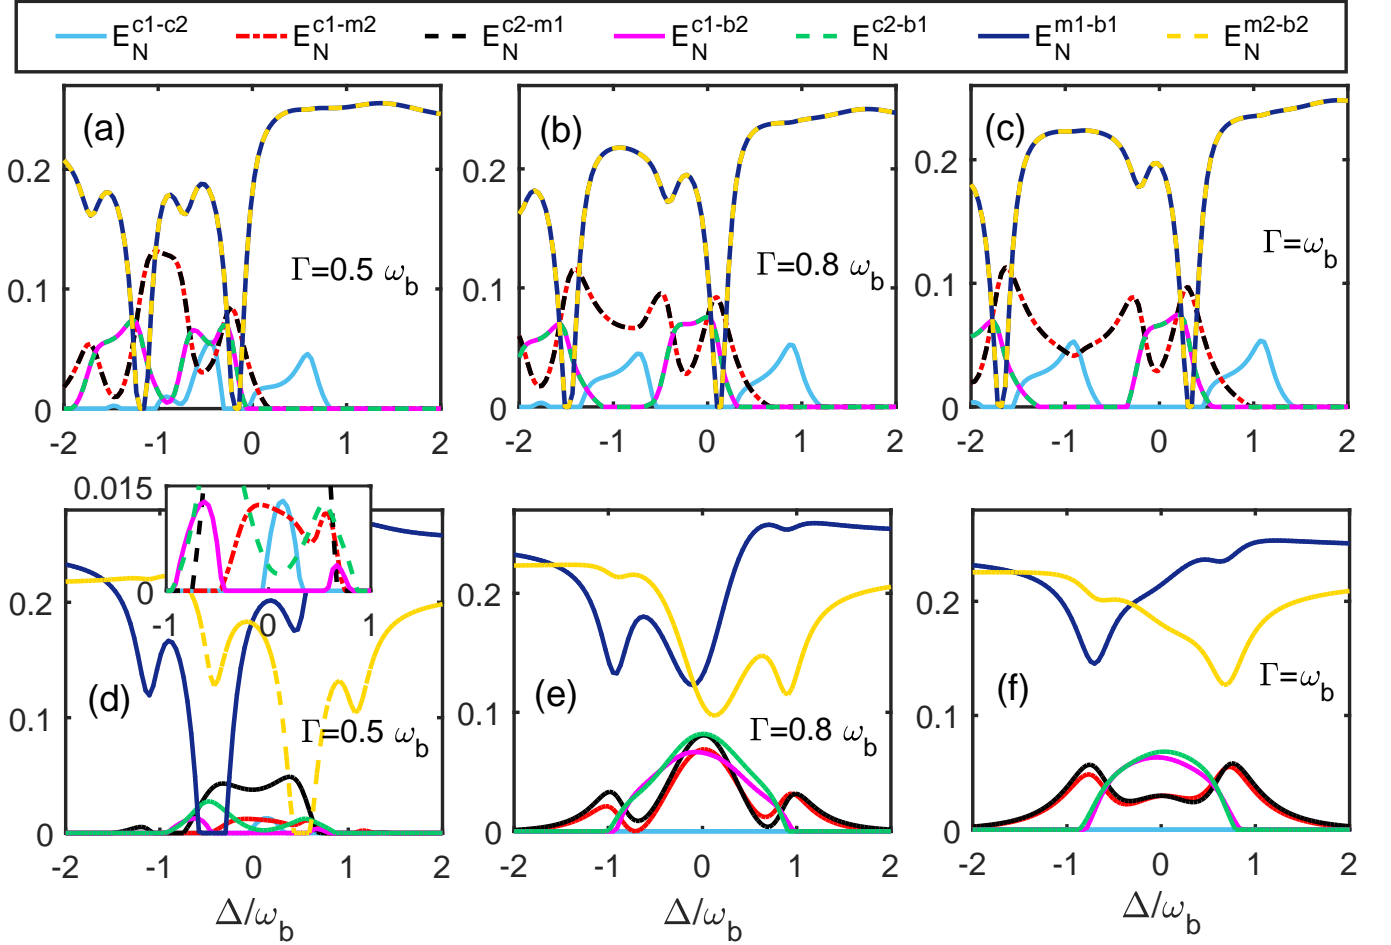 E_N^c1-c2 E_N^c1-m2 E_N^c2-m1 E_N^c1-b2 E_N^c2-b1 E_N^m1-b1 E_N^m2-b2
(a) (b) (c)
0.2 0.2 0.2
Γ=0.5 ω_b Γ=0.8 ω_b Γ=ω_b
0.1 0.1 0.1
0 0 0
-2 -1 0 1 2 -2 -1 0 1 2 -2 -1 0 1 2
0.015
0
-1 0 1
0.2 0.2 0.2
(d) (e) (f)
Γ=0.5 ω_b Γ=0.8 ω_b Γ=ω_b
0.1 0.1 0.1
0 0 0
-2 -1 0 1 2 -2 -1 0 1 2 -2 -1 0 1 2
Δ/ω_b Δ/ω_b Δ/ω_b